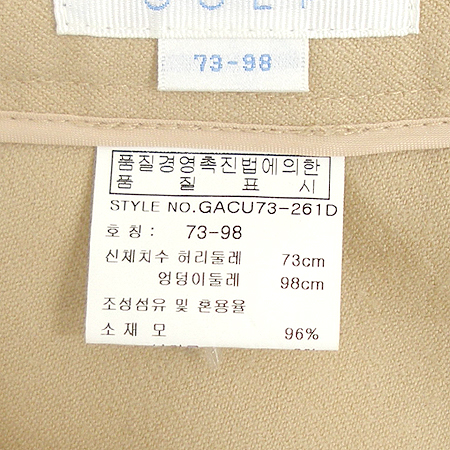 73-98
품질경영촉진법에의한
품 질 표 시
STYLE NO.GACU73-261D
호 칭 : 73-98
신체치수 허리둘레 73cm
엉덩이둘레 98cm
조성섬유 및 혼용율
소 재 모 96%